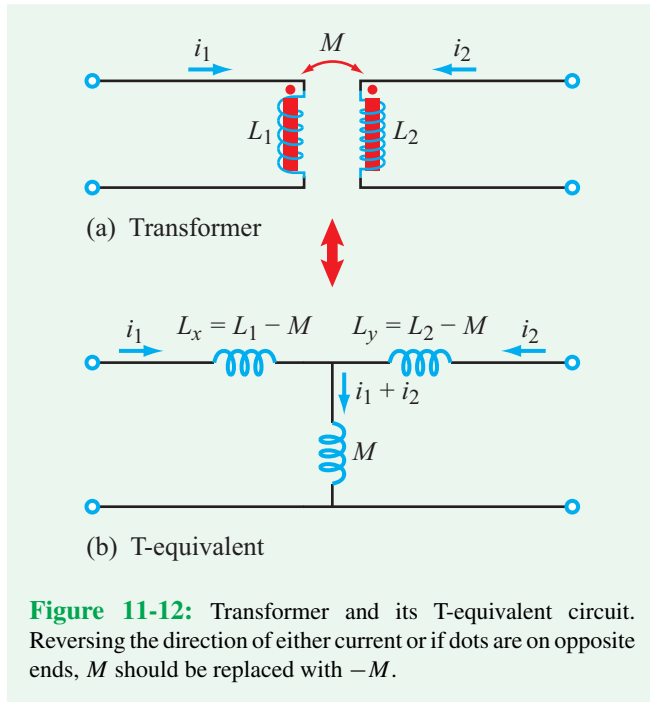 i₁ M i₂
L₁ L₂
(a) Transformer
i₁ Lₓ = L₁ − M L_y = L₂ − M i₂
i₁ + i₂
M
(b) T-equivalent
Figure 11-12: Transformer and its T-equivalent circuit.
Reversing the direction of either current or if dots are on opposite
ends, M should be replaced with −M.